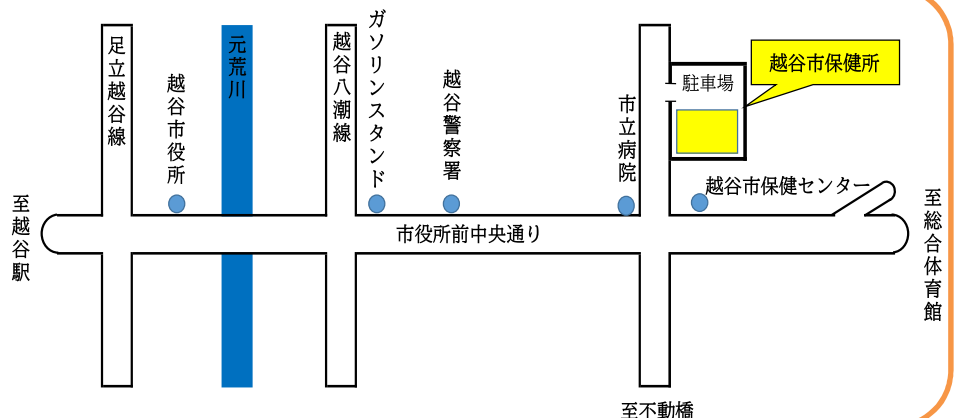 足立越谷線
越谷市役所
元荒川
越谷八潮線
ガソリンスタンド
越谷警察署
市立病院
駐車場
越谷市保健所
越谷市保健センター
至越谷駅
市役所前中央通り
至総合体育館
至不動橋